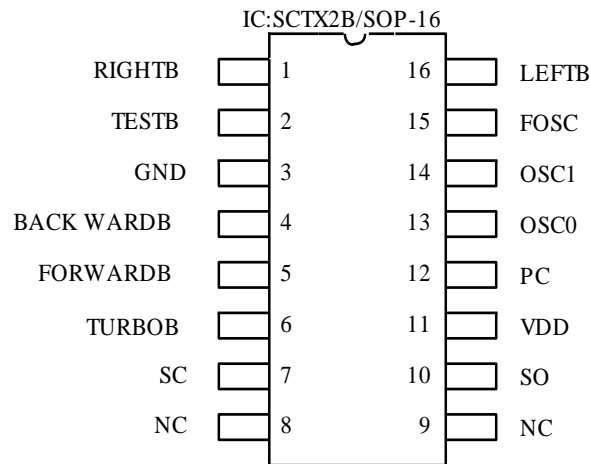 IC:SCTX2B/SOP-16
RIGHTB 1 16 LEFTB
TESTB 2 15 FOSC
GND 3 14 OSC1
BACK WARDB 4 13 OSC0
FORWARDB 5 12 PC
TURBOB 6 11 VDD
SC 7 10 SO
NC 8 9 NC